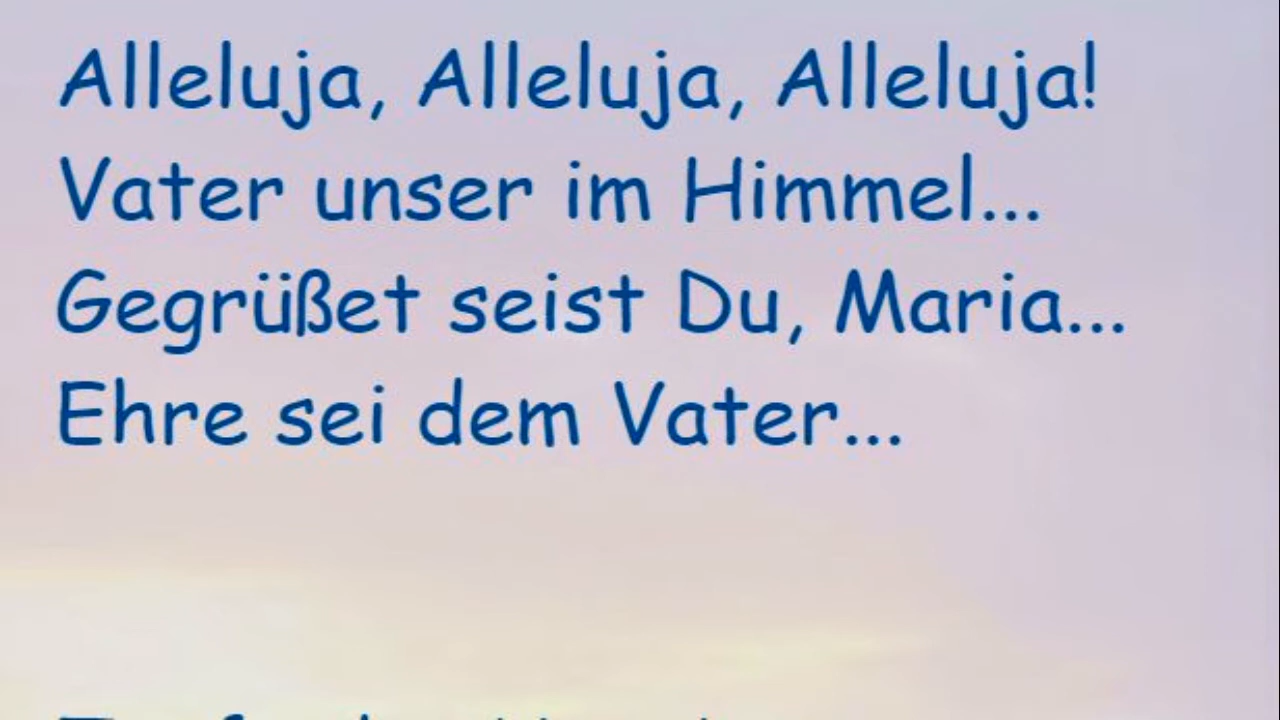 Alleluja, Alleluja, Alleluja!
Vater unser im Himmel...
Gegrüßet seist Du, Maria...
Ehre sei dem Vater...